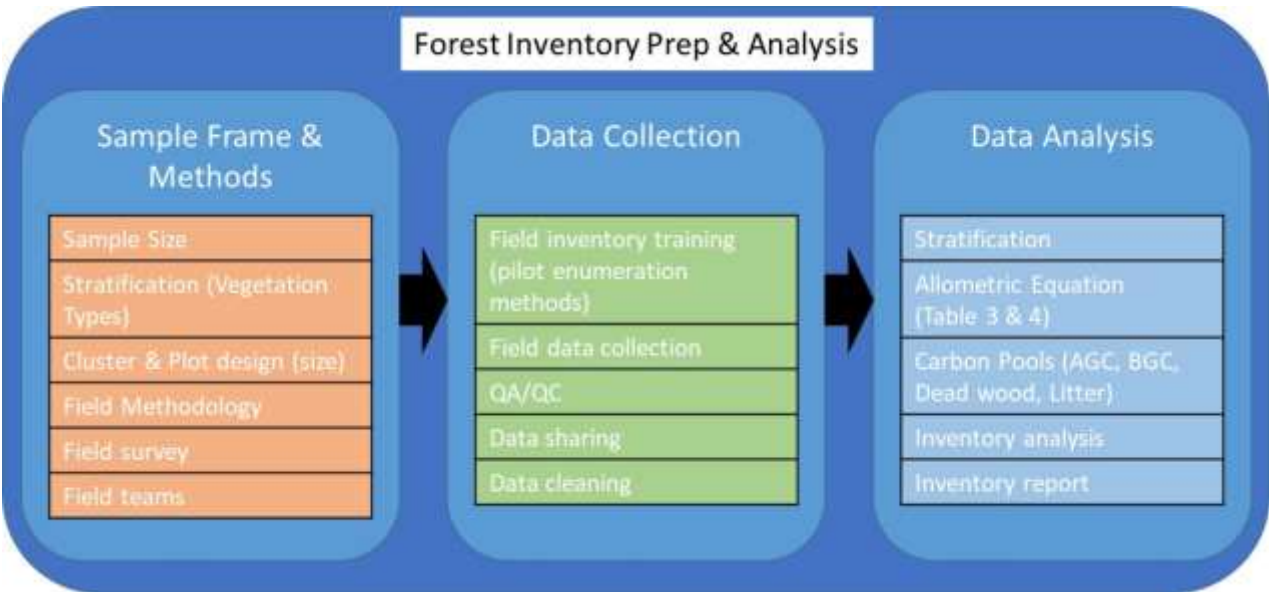 Forest Inventory Prep & Analysis
Sample Frame &
Methods
Sample Size
Stratification (Vegetation
Types)
Cluster & Plot design (size)
Field Methodology
Field survey
Field teams
Data Collection
Field inventory training
(pilot enumeration
methods)
Field data collection
QA/QC
Data sharing
Data cleaning
Data Analysis
Stratification
Allometric Equation
(Table 3 & 4)
Carbon Pools (AGC, BGC,
Dead wood, Litter)
Inventory analysis
Inventory report